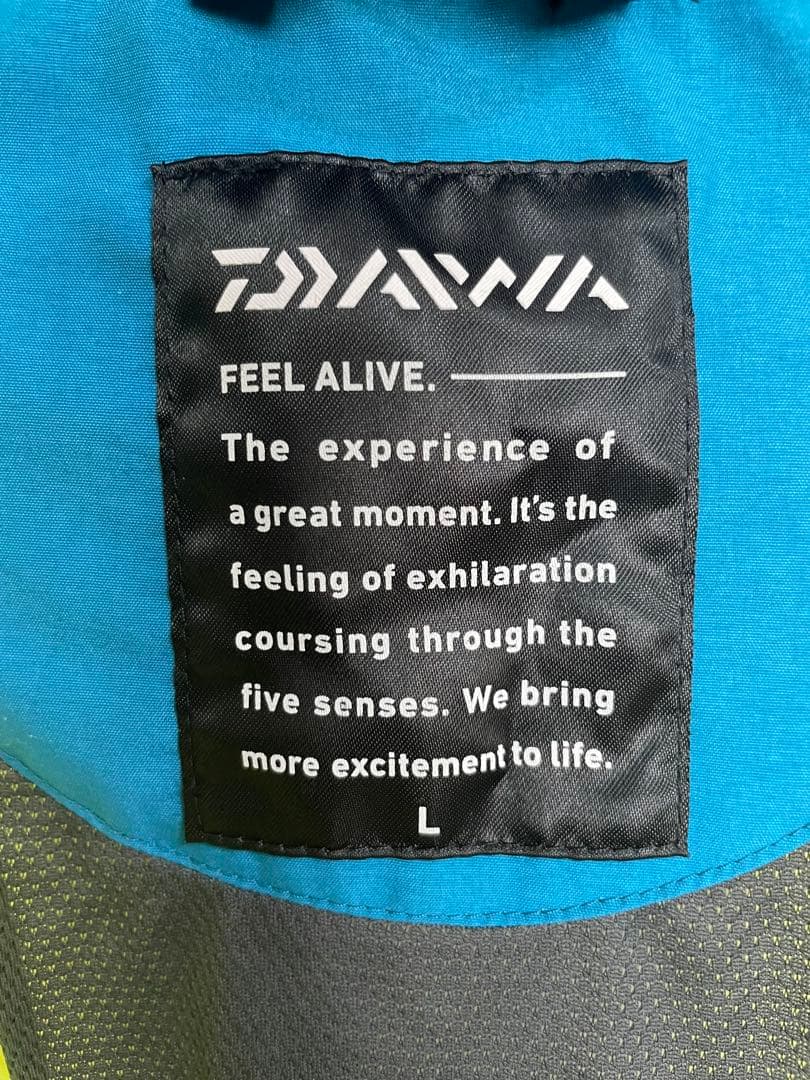 DAIWA
FEEL ALIVE.
The experience of
a great moment. It's the
feeling of exhilaration
coursing through the
five senses. We bring
more excitement to life.
L